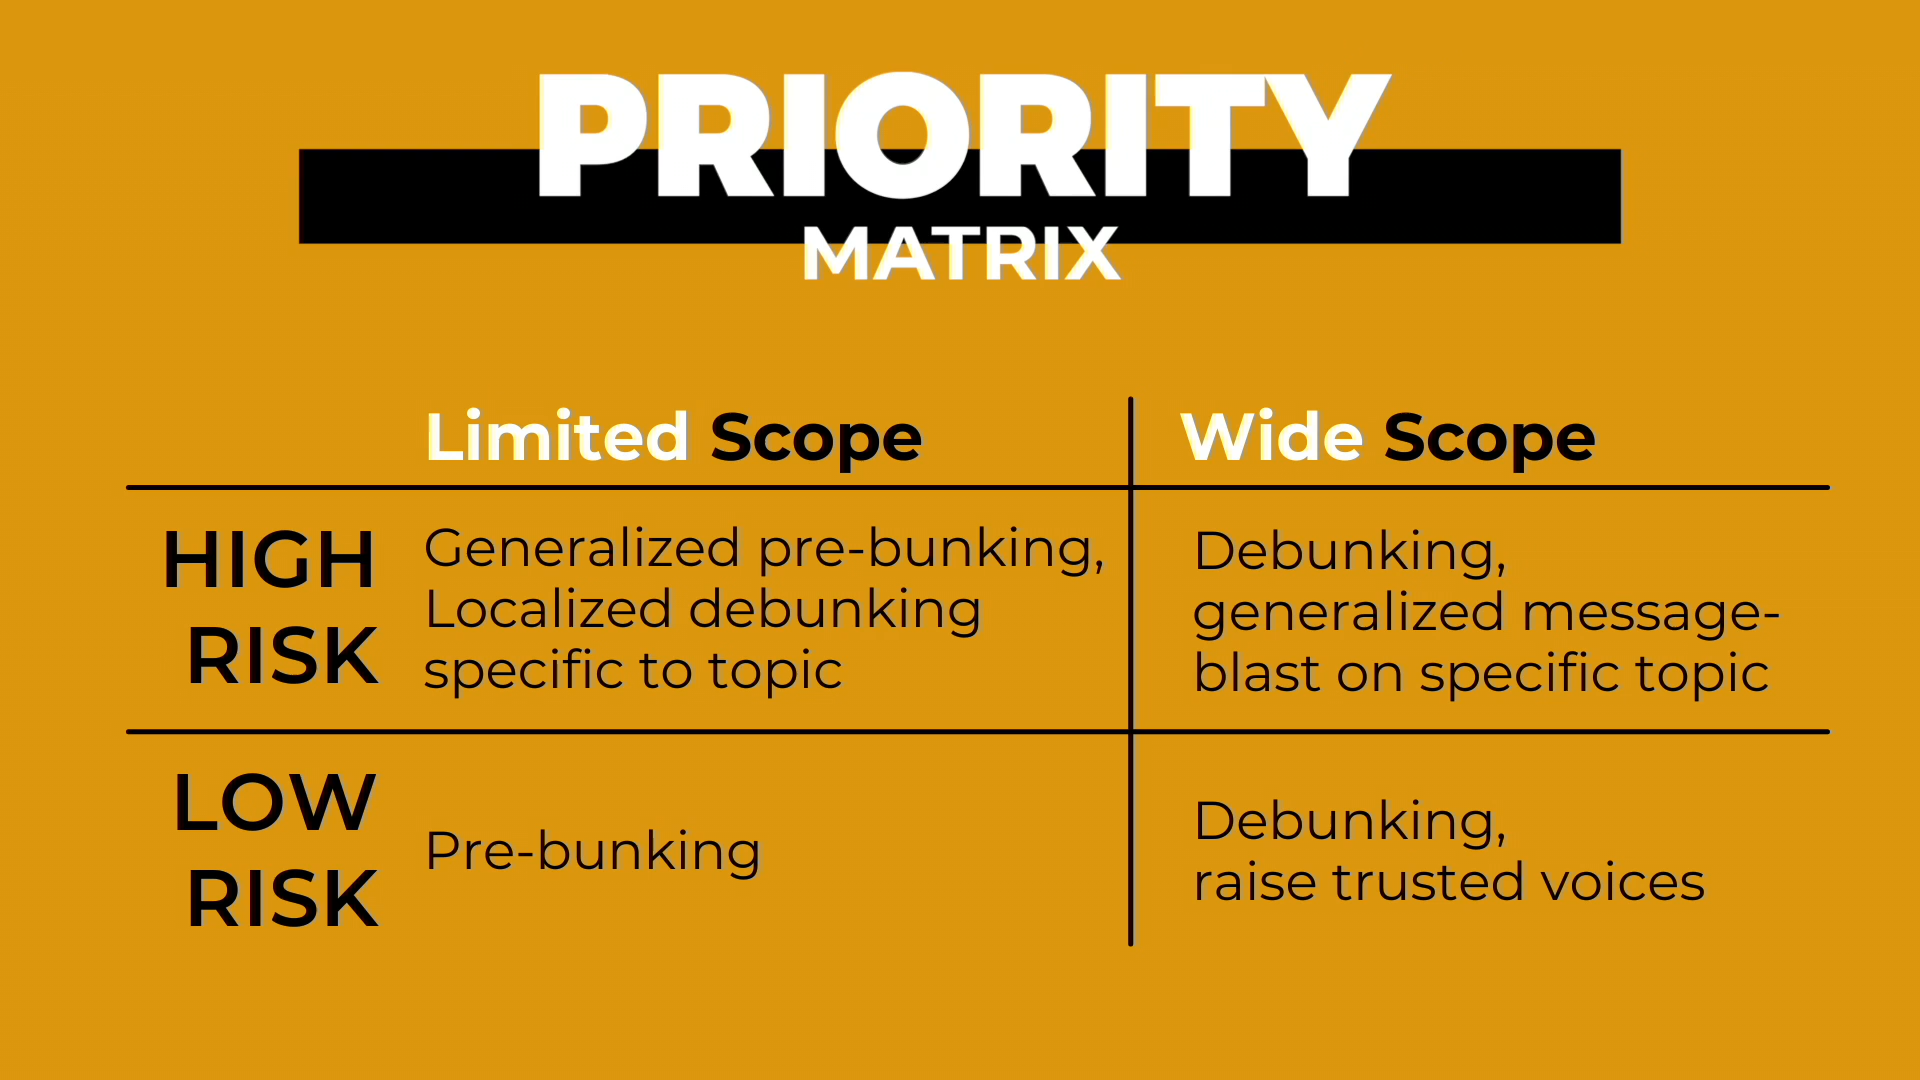 PRIORITY
MATRIX
Limited Scope
Wide Scope
HIGH
RISK
Generalized pre-bunking,
Localized debunking
specific to topic
Debunking,
generalized message-
blast on specific topic
LOW
RISK
Pre-bunking
Debunking,
raise trusted voices